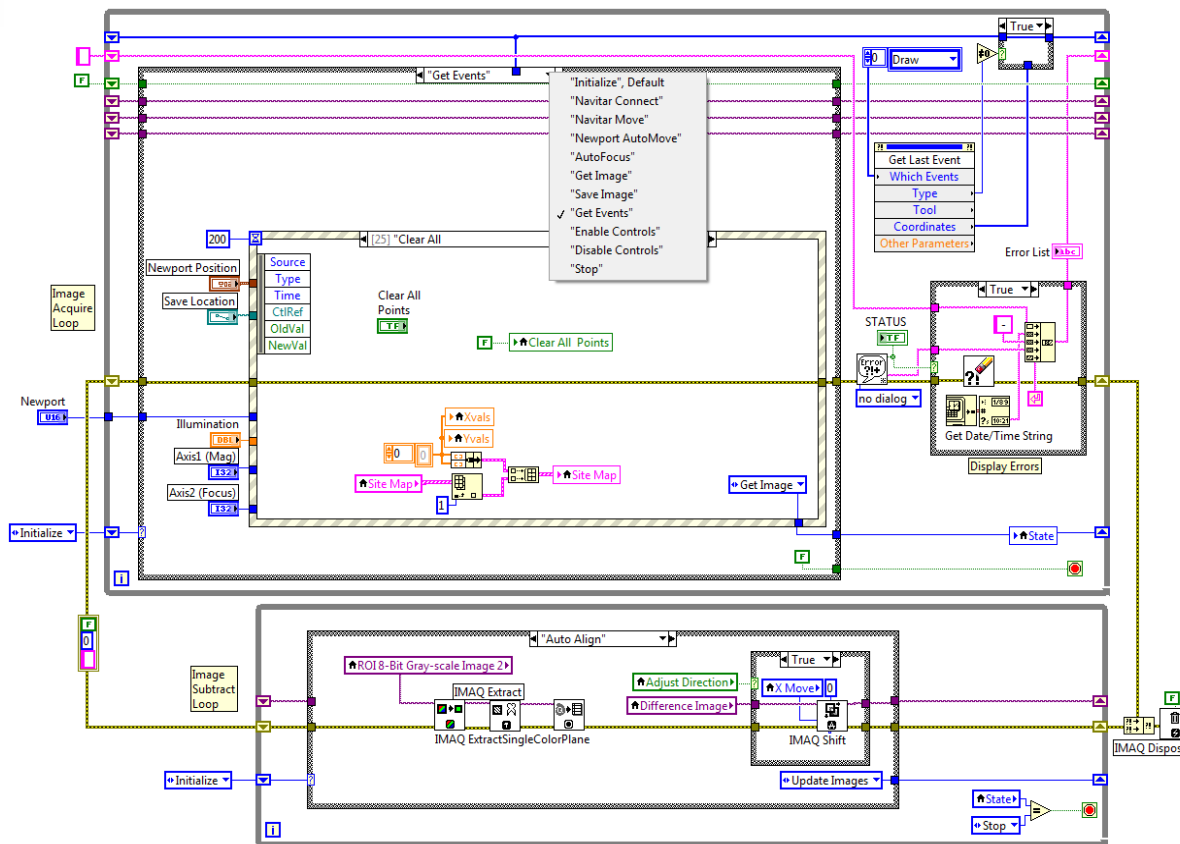 True
0
Draw
≠0
?
F
"Get Events"
"Initialize", Default
"Navitar Connect"
"Navitar Move"
"Newport AutoMove"
"AutoFocus"
"Get Image"
"Save Image"
"Get Events"
"Enable Controls"
"Disable Controls"
"Stop"
Get Last Event
Which Events
Type
Tool
Coordinates
Other Parameters
Error List
abc
200
[25] "Clear All
Newport Position
Save Location
Source
Type
Time
CtlRef
OldVal
NewVal
Image
Acquire
Loop
Clear All
Points
TF
F
Clear All Points
True
STATUS
TF
Error
?!+
no dialog
-
?!
1/89
10:21
Get Date/Time String
Display Errors
Newport
U16
Illumination
DBL
Axis1 (Mag)
I32
Axis2 (Focus)
I32
Xvals
Yvals
0
0
Site Map
Site Map
1
Get Image
Initialize
?
State
F
i
F
0
"Auto Align"
Image
Subtract
Loop
ROI 8-Bit Gray-scale Image 2
IMAQ Extract
IMAQ ExtractSingleColorPlane
True
Adjust Direction
?
X Move
0
Difference Image
IMAQ Shift
F
IMAQ Dispos
Initialize
?
Update Images
State
=
Stop
i